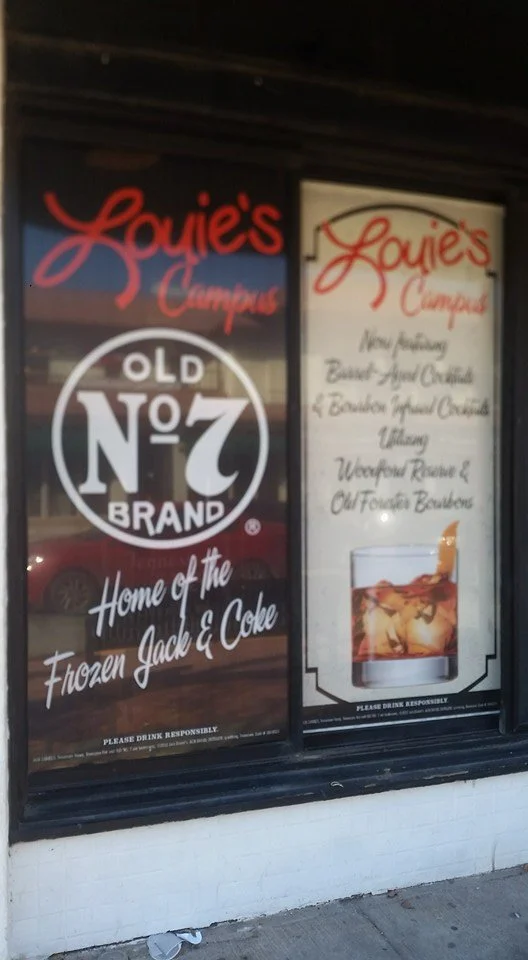 Louie's
Campus
OLD
Nº7
BRAND
®
Home of the
Frozen Jack & Coke
PLEASE DRINK RESPONSIBLY.
Louie's
Campus
Now featuring
Barrel-Aged Cocktails
& Bourbon Infused Cocktails
Utilizing
Woodford Reserve &
Old Forester Bourbons
PLEASE DRINK RESPONSIBLY.